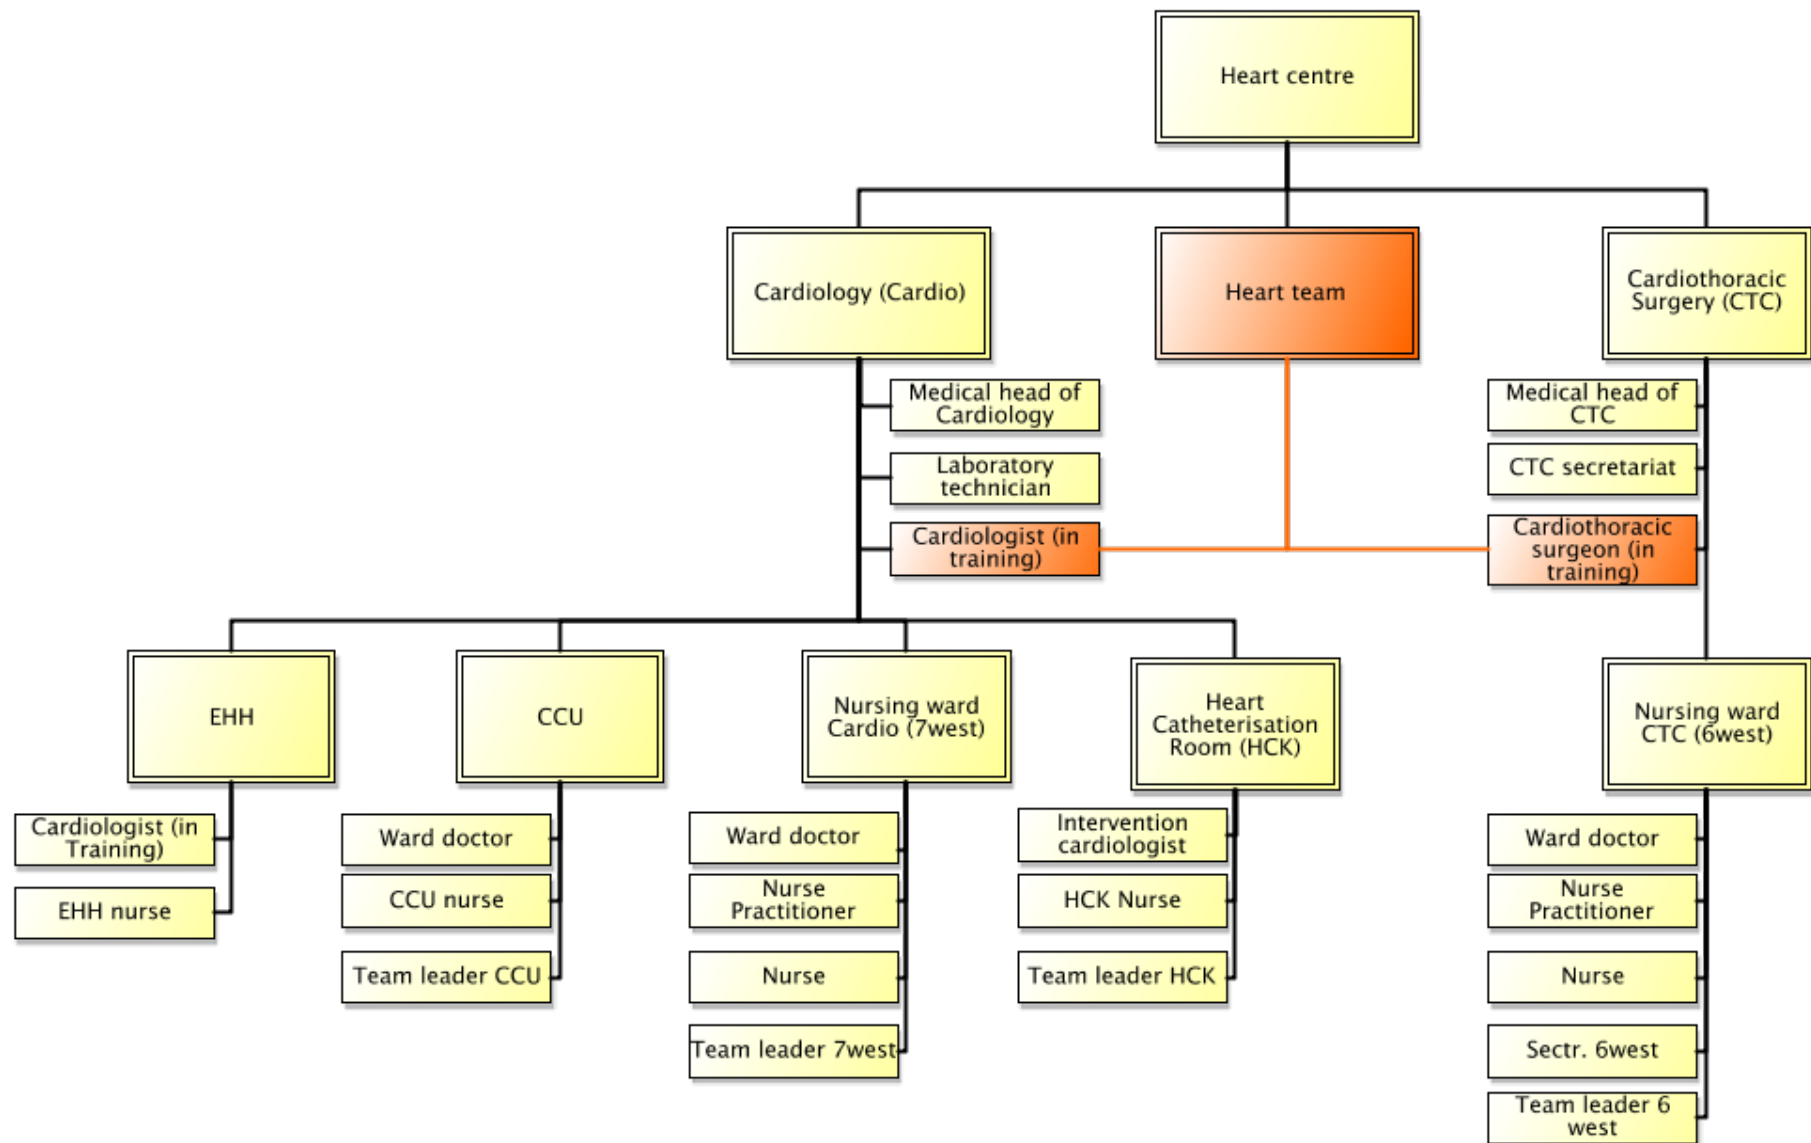 Heart centre
Cardiology (Cardio)
Heart team
Cardiothoracic
Surgery (CTC)
Medical head of
Cardiology
Laboratory
technician
Cardiologist (in
training)
Medical head of
CTC
CTC secretariat
Cardiothoracic
surgeon (in
training)
EHH
CCU
Nursing ward
Cardio (7west)
Heart
Catheterisation
Room (HCK)
Nursing ward
CTC (6west)
Cardiologist (in
Training)
EHH nurse
Ward doctor
CCU nurse
Team leader CCU
Ward doctor
Nurse
Practitioner
Nurse
Team leader 7west
Intervention
cardiologist
HCK Nurse
Team leader HCK
Ward doctor
Nurse
Practitioner
Nurse
Sectr. 6west
Team leader 6
west